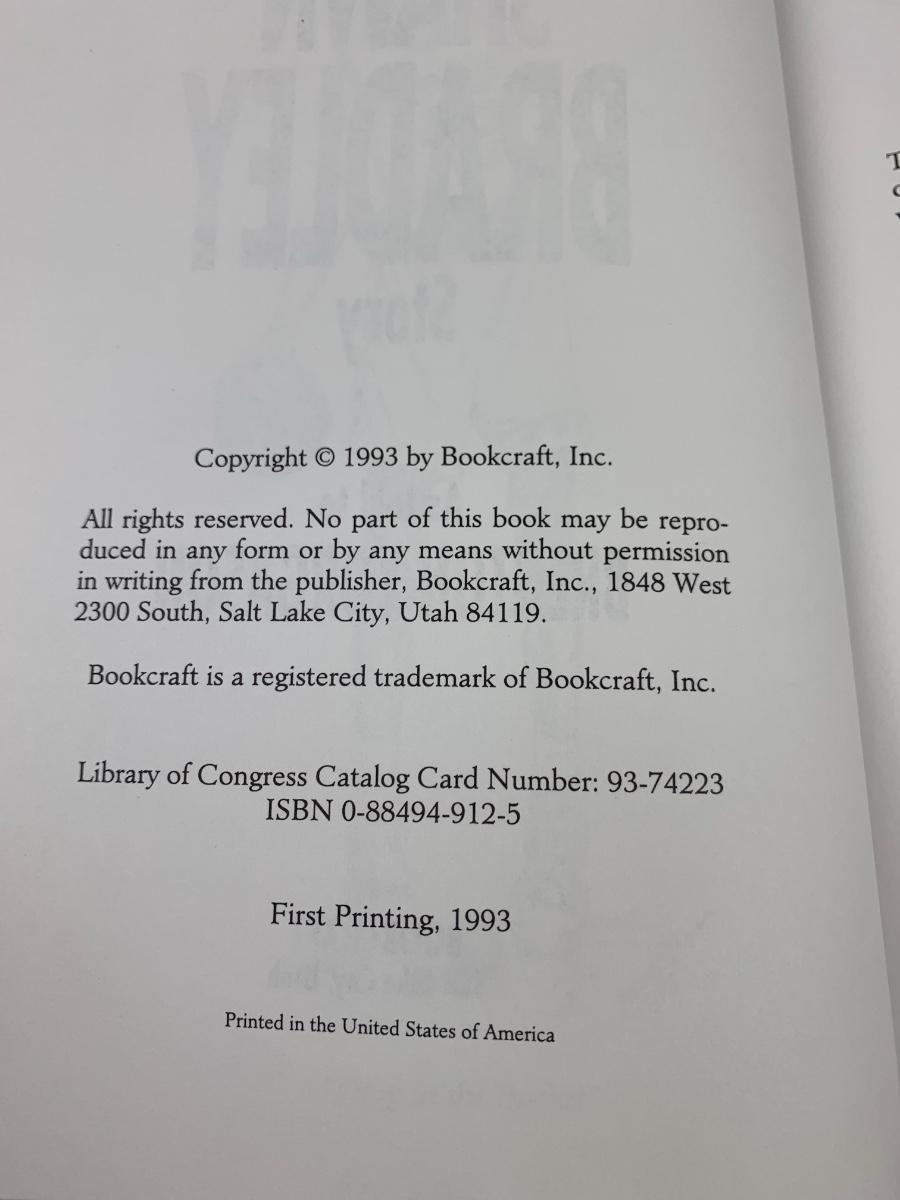 BRADLEY
Story
Copyright © 1993 by Bookcraft, Inc.
All rights reserved. No part of this book may be repro-
duced in any form or by any means without permission
in writing from the publisher, Bookcraft, Inc., 1848 West
2300 South, Salt Lake City, Utah 84119.
Bookcraft is a registered trademark of Bookcraft, Inc.
Library of Congress Catalog Card Number: 93-74223
ISBN 0-88494-912-5
First Printing, 1993
Printed in the United States of America